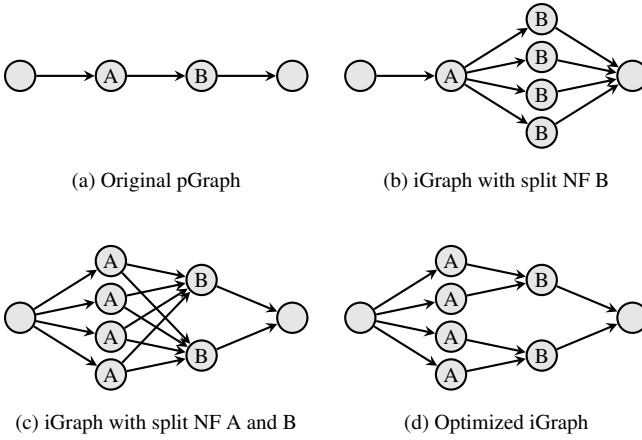 A
B
(a) Original pGraph
A
B
B
B
B
(b) iGraph with split NF B
A
A
A
A
B
B
(c) iGraph with split NF A and B
A
A
A
A
B
B
(d) Optimized iGraph